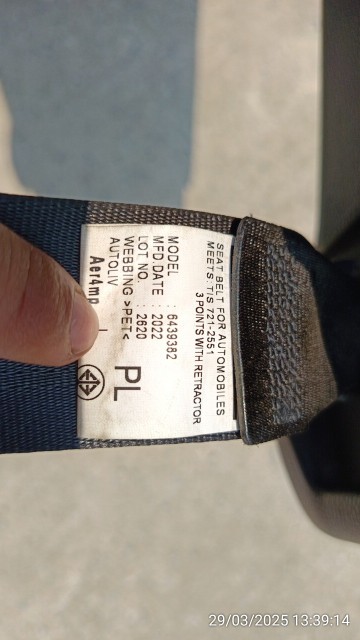 SEAT BELT FOR AUTOMOBILES
MEETS: TIS 721-2551
3 POINTS WITH RETRACTOR
MODEL : 6439382
MFD.DATE : 2022
LOT NO. : 2620
WEBBING >PET<
AUTOLIV
PL
Aer4mp
29/03/2025 13:39:14